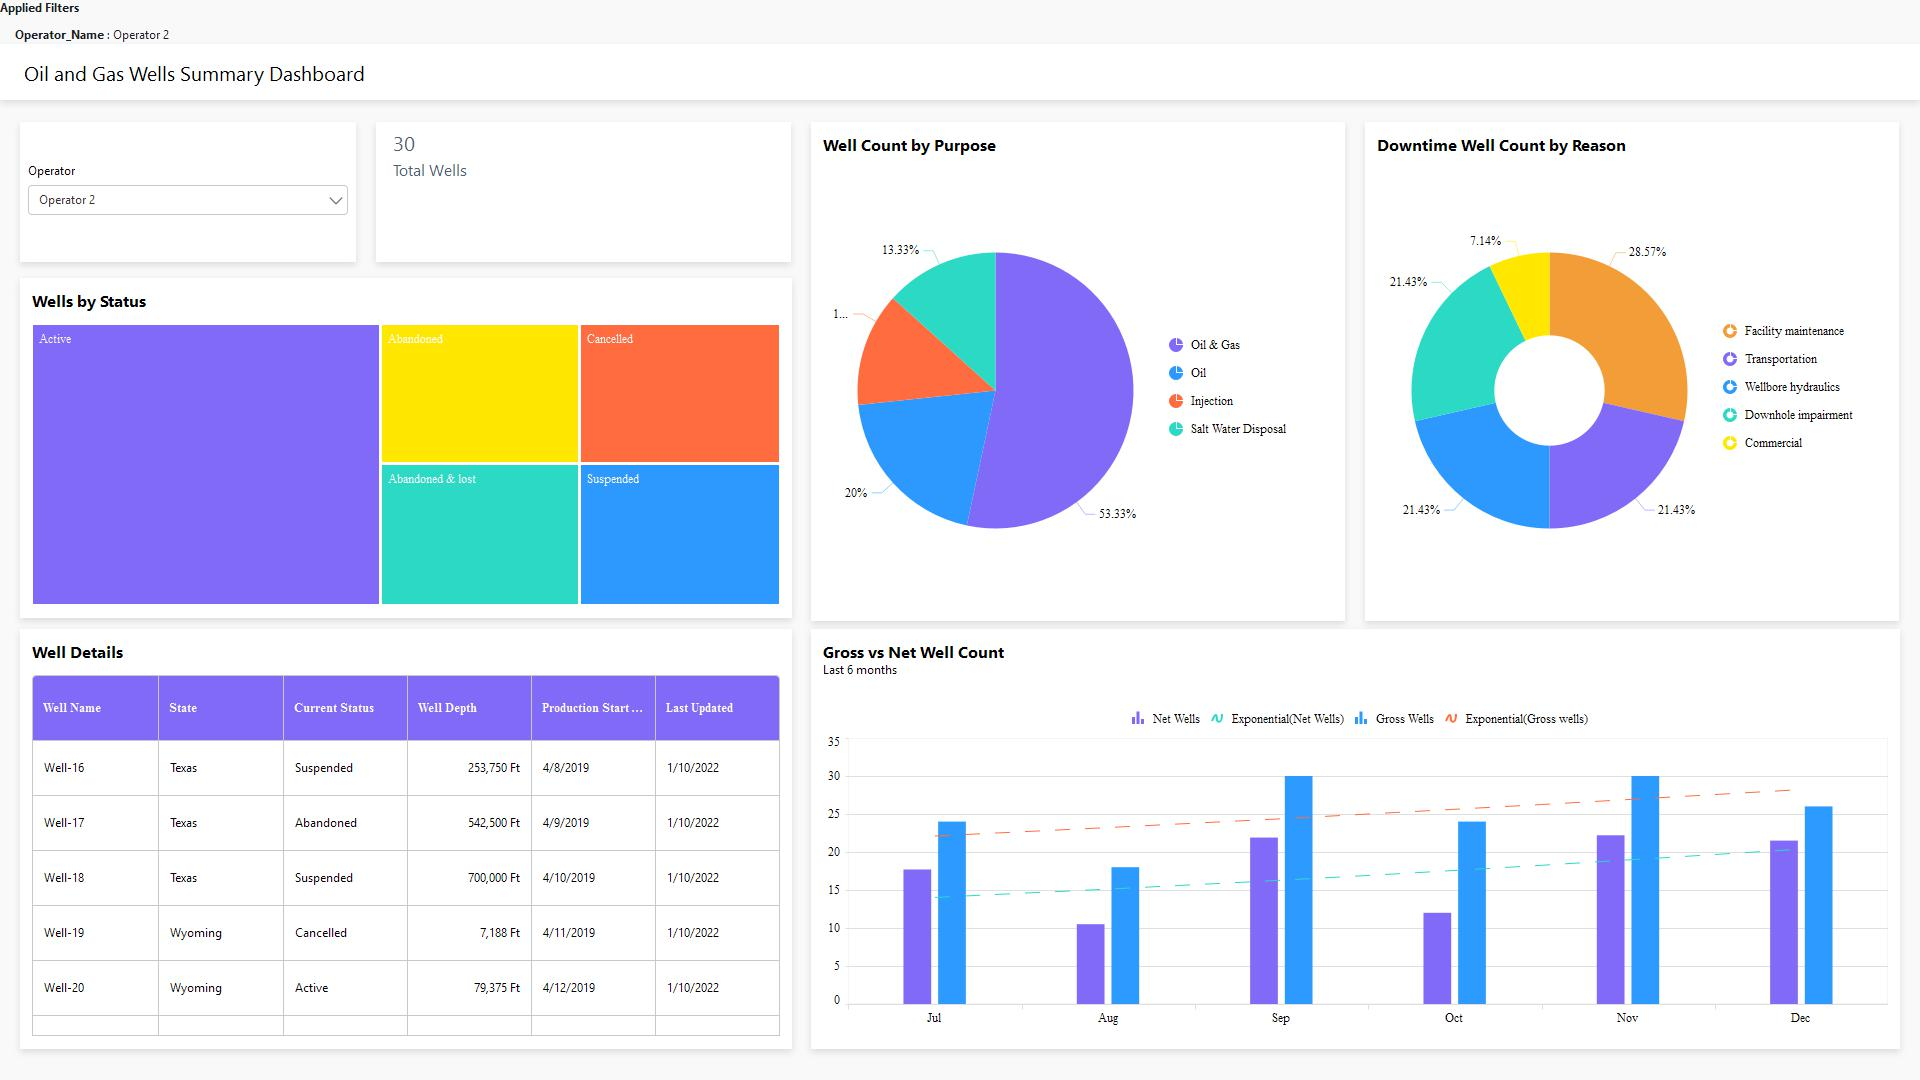 Applied Filters
Operator_Name : Operator 2
Oil and Gas Wells Summary Dashboard
Operator
Operator 2
30
Total Wells
Wells by Status
Active
Abandoned
Cancelled
Abandoned & lost
Suspended
Well Count by Purpose
13.33%
1...
20%
53.33%
Oil & Gas
Oil
Injection
Salt Water Disposal
Downtime Well Count by Reason
7.14%
28.57%
21.43%
21.43%
21.43%
Facility maintenance
Transportation
Wellbore hydraulics
Downhole impairment
Commercial
Well Details
Well Name State Current Status Well Depth Production Start ... Last Updated
Well-16 Texas Suspended 253,750 Ft 4/8/2019 1/10/2022
Well-17 Texas Abandoned 542,500 Ft 4/9/2019 1/10/2022
Well-18 Texas Suspended 700,000 Ft 4/10/2019 1/10/2022
Well-19 Wyoming Cancelled 7,188 Ft 4/11/2019 1/10/2022
Well-20 Wyoming Active 79,375 Ft 4/12/2019 1/10/2022
Gross vs Net Well Count
Last 6 months
Net Wells Exponential(Net Wells) Gross Wells Exponential(Gross wells)
35
30
25
20
15
10
5
0
Jul Aug Sep Oct Nov Dec